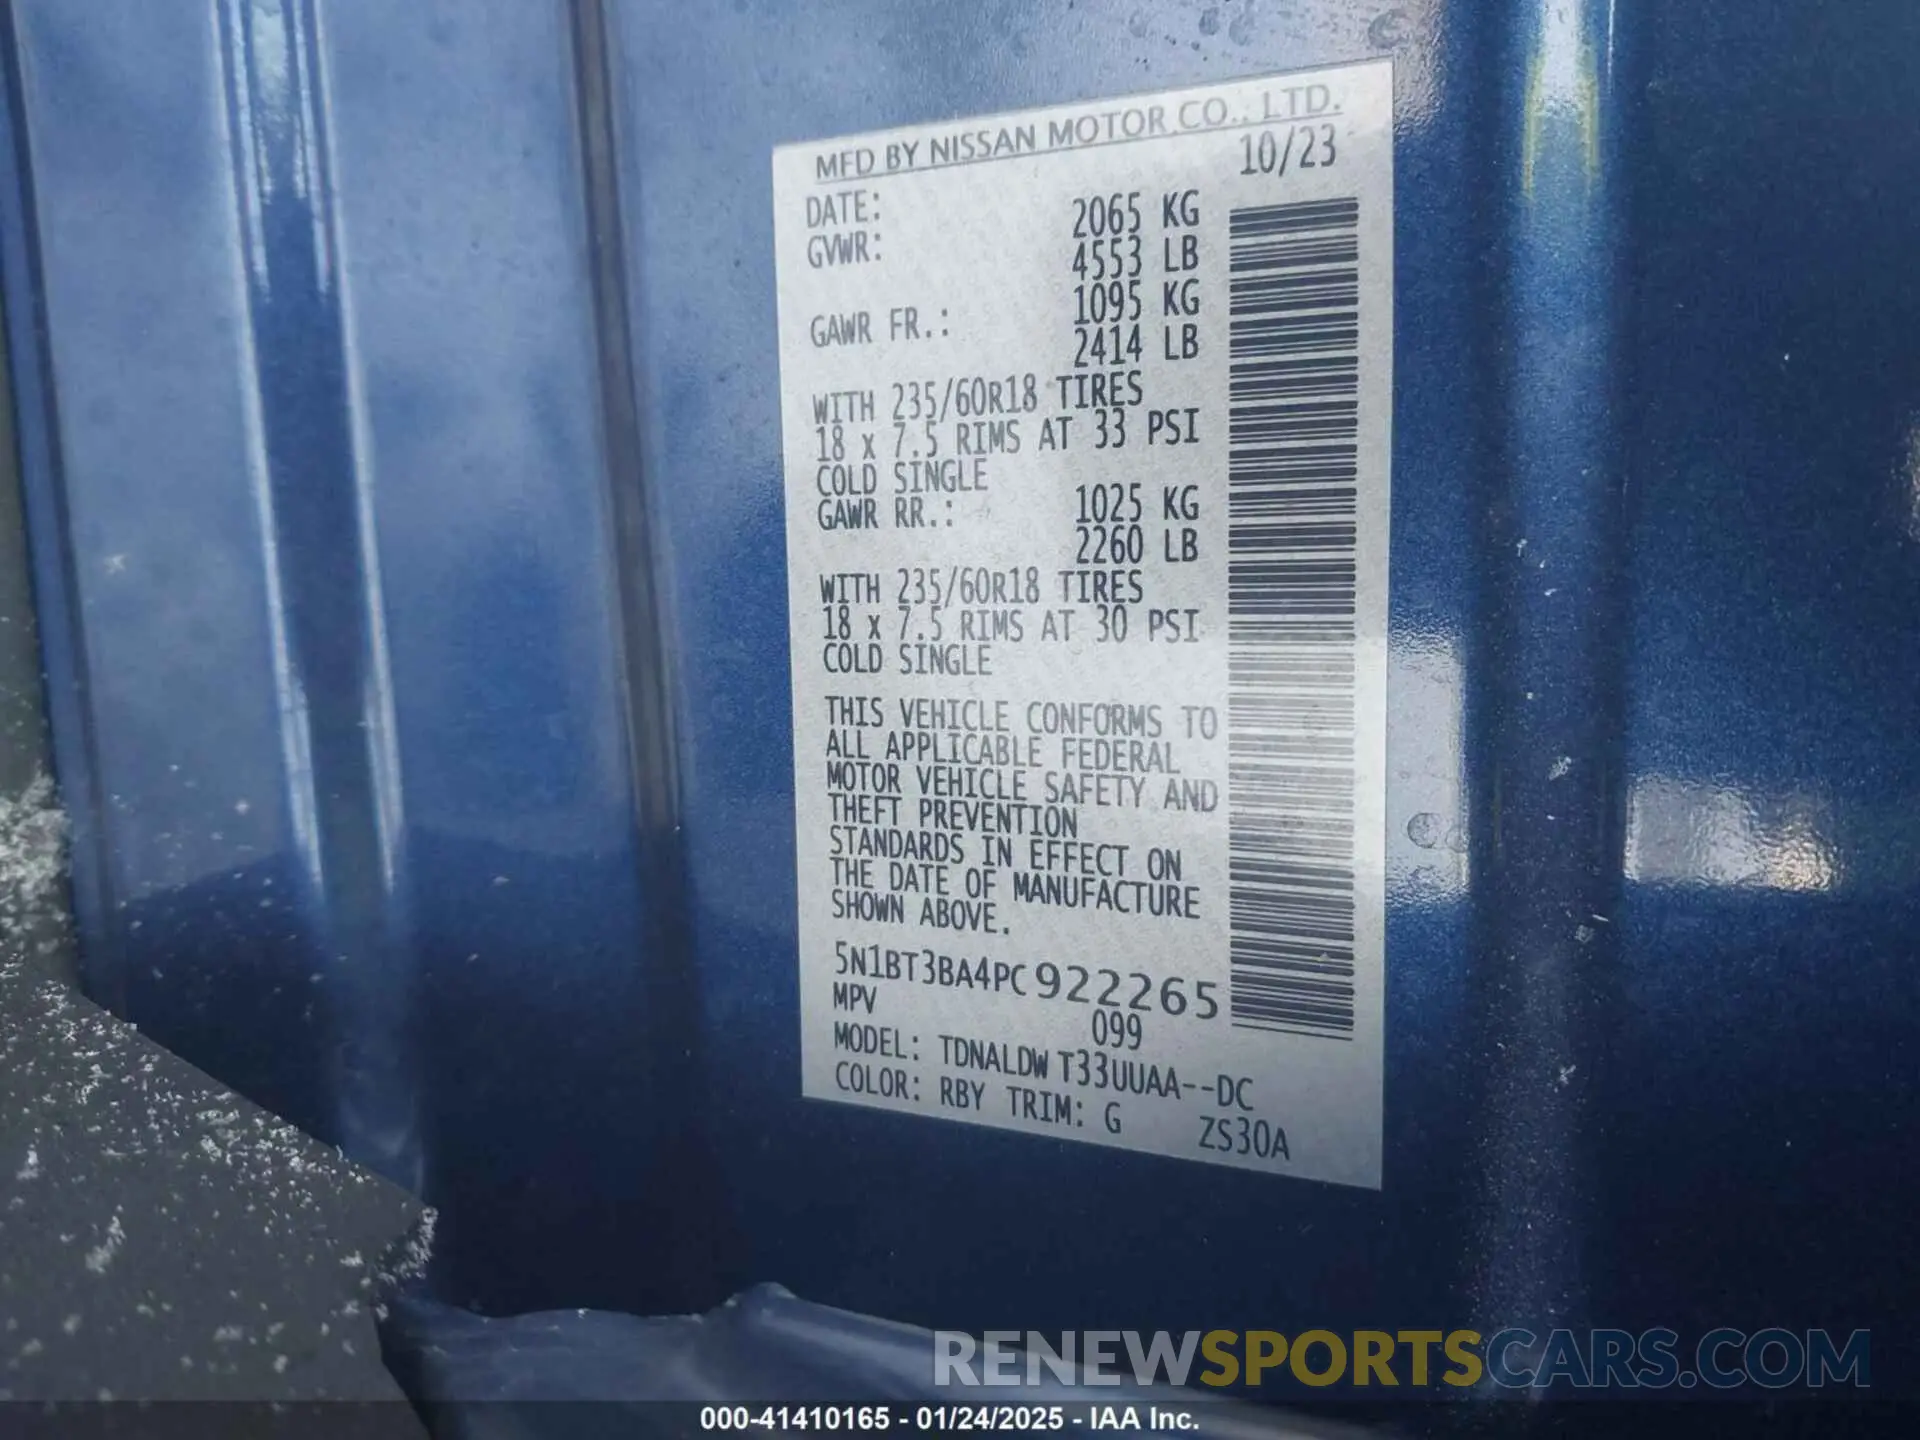 MFD BY NISSAN MOTOR CO., LTD.
DATE: 10/23
GVWR: 2065 KG
4553 LB
GAWR FR.: 1095 KG
2414 LB
WITH 235/60R18 TIRES
18 x 7.5 RIMS AT 33 PSI
COLD SINGLE
GAWR RR.: 1025 KG
2260 LB
WITH 235/60R18 TIRES
18 x 7.5 RIMS AT 30 PSI
COLD SINGLE
THIS VEHICLE CONFORMS TO
ALL APPLICABLE FEDERAL
MOTOR VEHICLE SAFETY AND
THEFT PREVENTION
STANDARDS IN EFFECT ON
THE DATE OF MANUFACTURE
SHOWN ABOVE.
5N1BT3BA4PC922265
MPV 099
MODEL: TDNALDW T33UUAA--DC
COLOR: RBY TRIM: G ZS30A
RENEWSPORTSCARS.COM
000-41410165 - 01/24/2025 - IAA Inc.